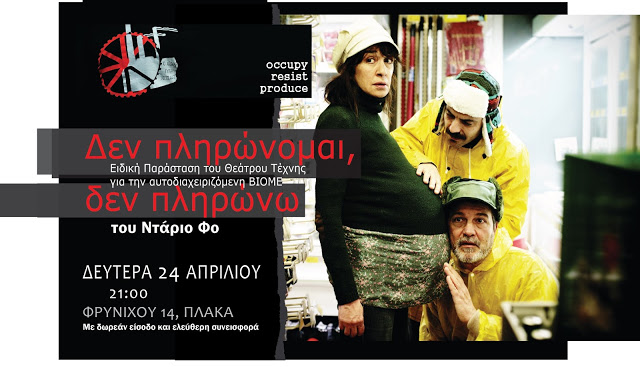 occupy
resist
produce
Δεν πληρώνομαι,
Ειδική Παράσταση του Θεάτρου Τέχνης
για την αυτοδιαχειριζόμενη ΒΙΟΜΕ
δεν πληρώνω
του Ντάριο Φο
ΔΕΥΤΕΡΑ 24 ΑΠΡΙΛΙΟΥ
21:00
ΦΡΥΝΙΧΟΥ 14, ΠΛΑΚΑ
Με δωρεάν είσοδο και ελεύθερη συνεισφορά